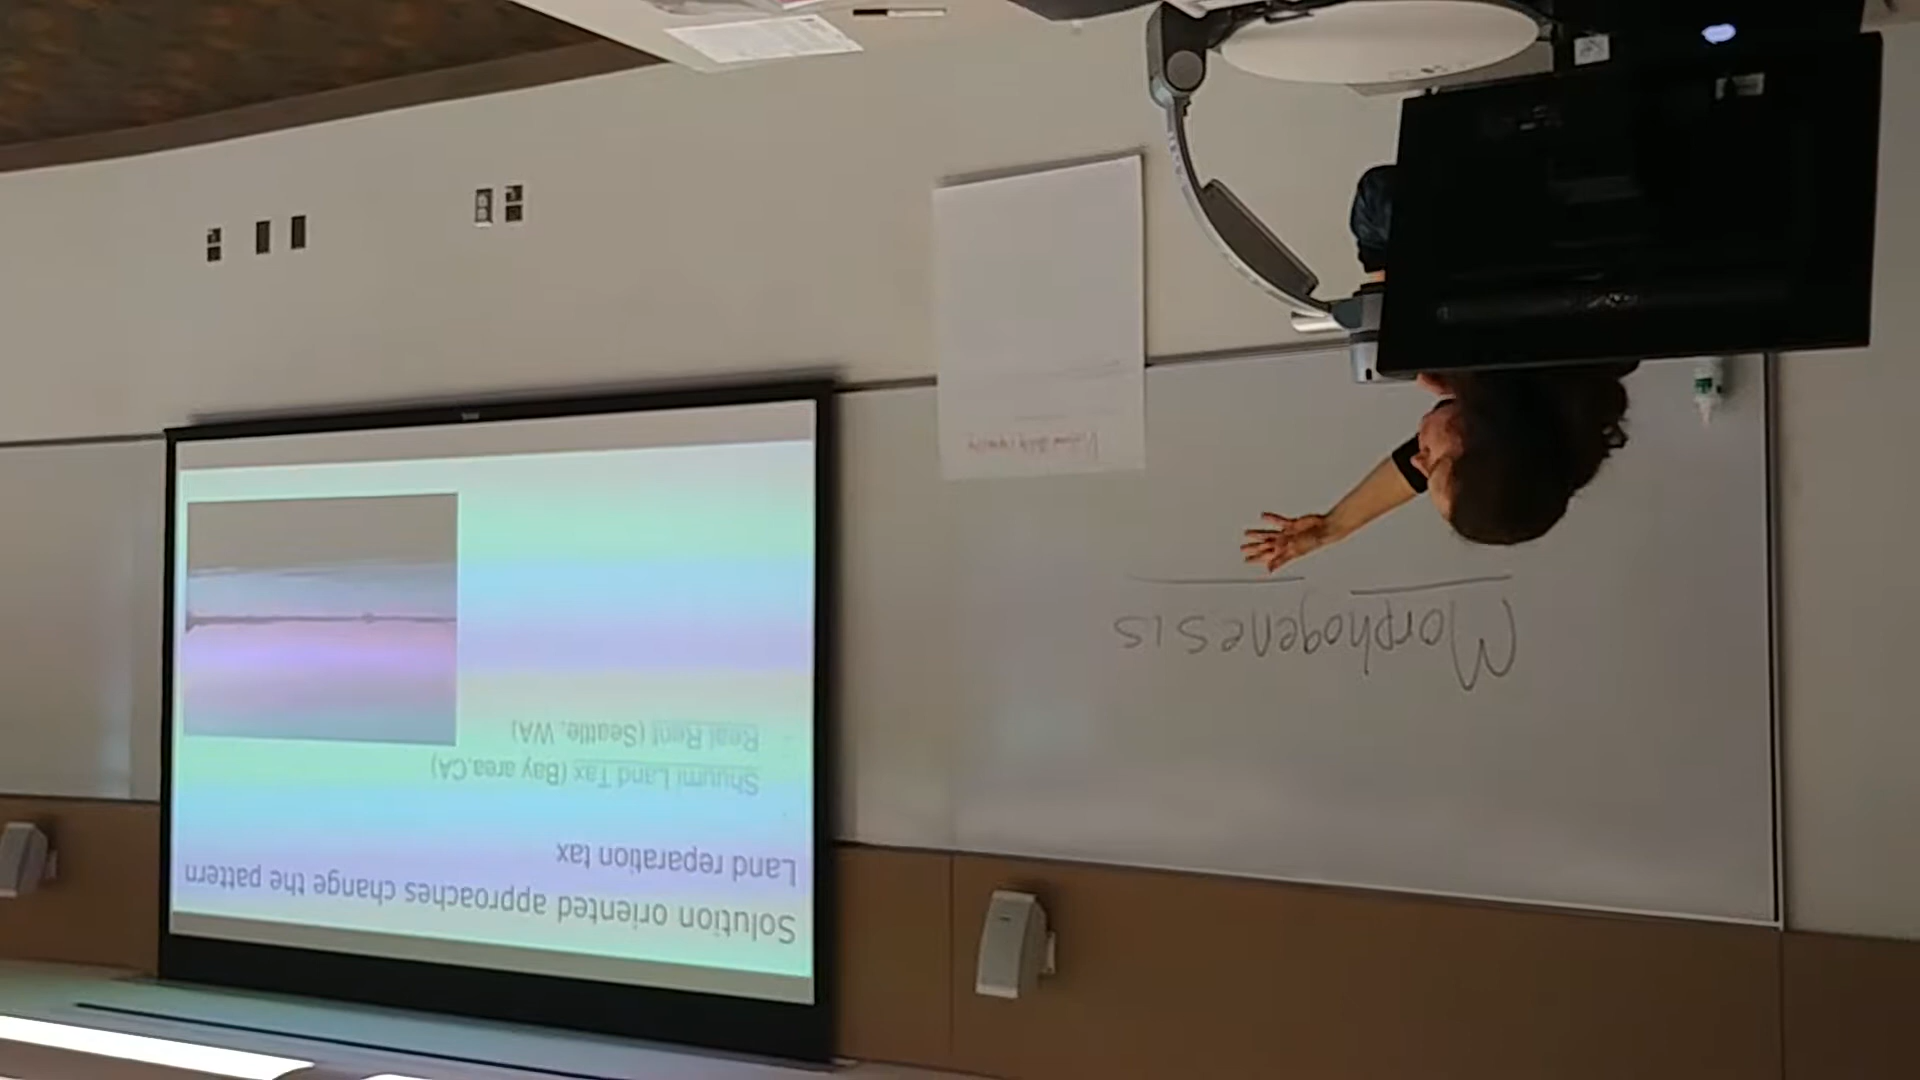 Morphogenesis
Solution oriented approaches change the pattern
Land reparation tax
Shuumi Land Tax (Bay area,CA)
Real Rent (Seattle, WA)